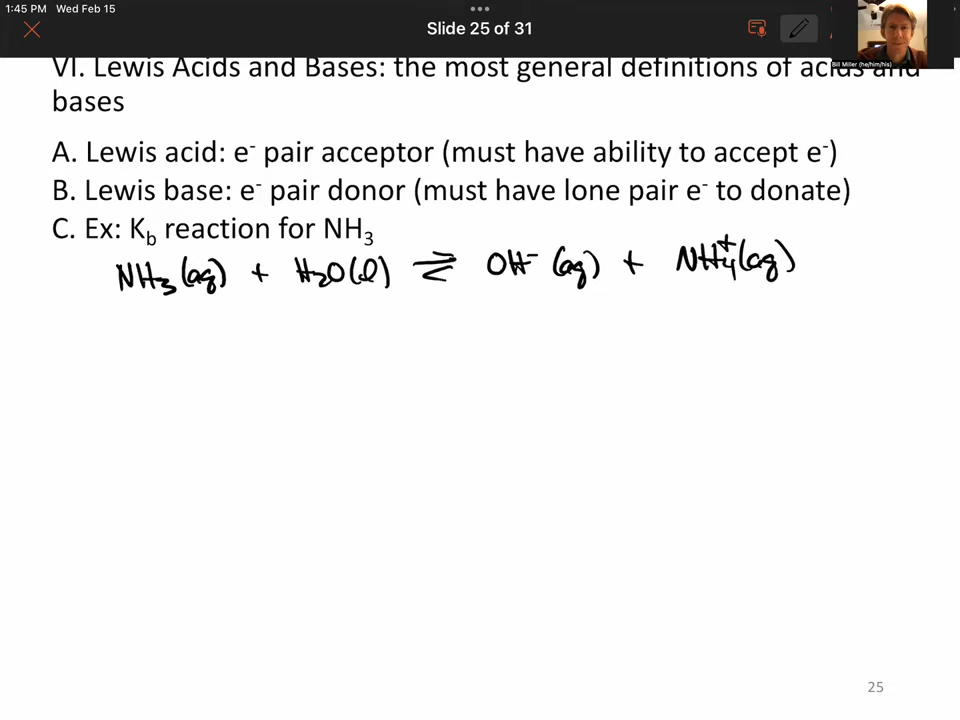 1:45 PM Wed Feb 15
Slide 25 of 31
Bill Miller (he/him/his)
VI. Lewis Acids and Bases: the most general definitions of acids and
bases
A. Lewis acid: e⁻ pair acceptor (must have ability to accept e⁻)
B. Lewis base: e⁻ pair donor (must have lone pair e⁻ to donate)
C. Ex: K_b reaction for NH₃
NH₃(aq) + H₂O(l) ⇌ OH⁻(aq) + NH₄⁺(aq)
25